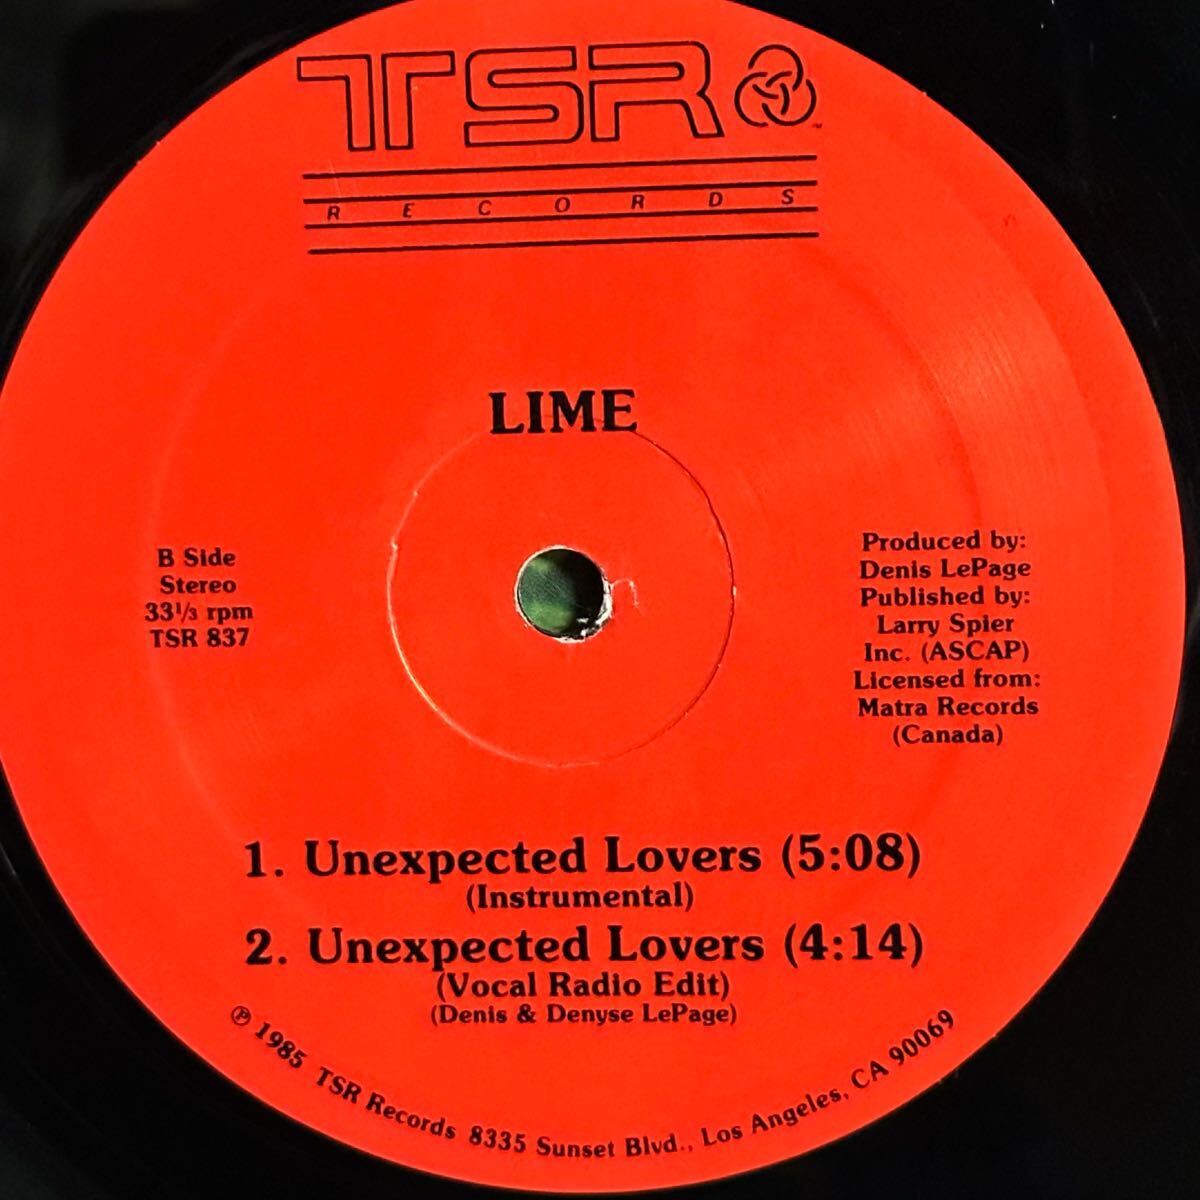 TSR
RECORDS
LIME
B Side
Stereo
33⅓ rpm
TSR 837
Produced by:
Denis LePage
Published by:
Larry Spier
Inc. (ASCAP)
Licensed from:
Matra Records
(Canada)
1. Unexpected Lovers (5:08)
(Instrumental)
2. Unexpected Lovers (4:14)
(Vocal Radio Edit)
(Denis & Denyse LePage)
℗ 1985 TSR Records 8335 Sunset Blvd., Los Angeles, CA 90069